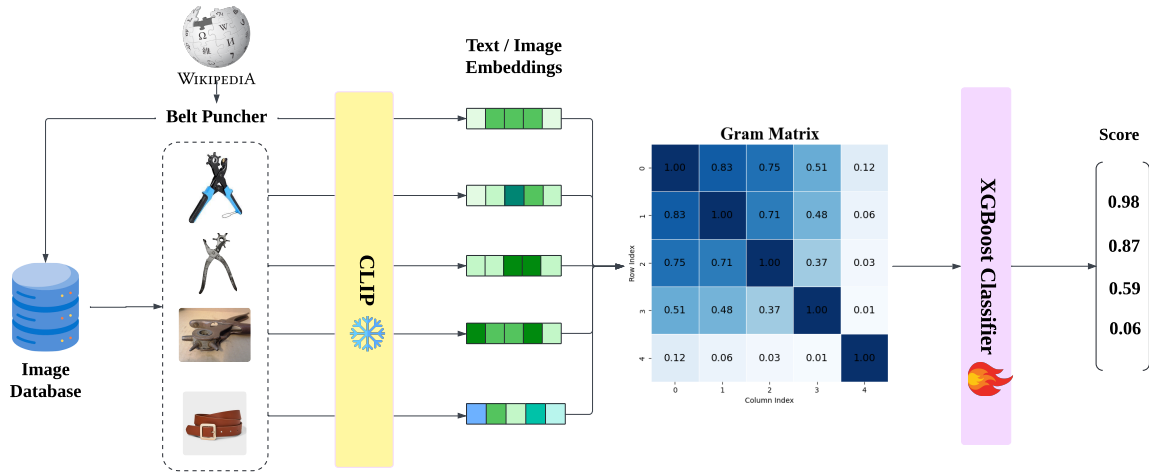 WIKIPEDIA
Belt Puncher
Image
Database
CLIP
Text / Image
Embeddings
Gram Matrix
0 1.00 0.83 0.75 0.51 0.12
1 0.83 1.00 0.71 0.48 0.06
2 0.75 0.71 1.00 0.37 0.03
3 0.51 0.48 0.37 1.00 0.01
4 0.12 0.06 0.03 0.01 1.00
0 1 2 3 4
Row Index
Column Index
XGBoost Classifier
Score
0.98
0.87
0.59
0.06